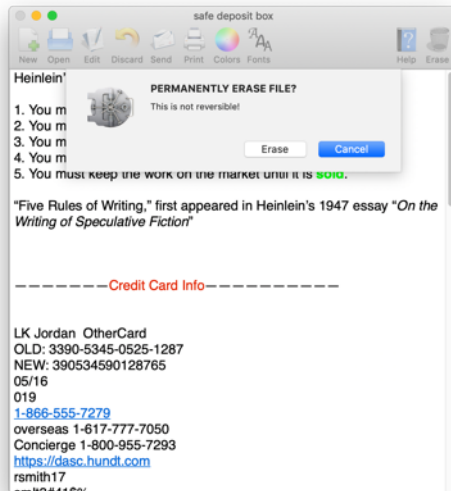 safe deposit box
New Open Edit Discard Send Print Colors Fonts Help Erase
Heinlein'
PERMANENTLY ERASE FILE?
This is not reversible!
Erase Cancel
1. You m
2. You m
3. You m
4. You m
5. You must keep the work on the market until it is sold.
“Five Rules of Writing,” first appeared in Heinlein’s 1947 essay “On the
Writing of Speculative Fiction”
———————Credit Card Info——————————
LK Jordan OtherCard
OLD: 3390-5345-0525-1287
NEW: 390534590128765
05/16
019
1-866-555-7279
overseas 1-617-777-7050
Concierge 1-800-955-7293
https://dasc.hundt.com
rsmith17